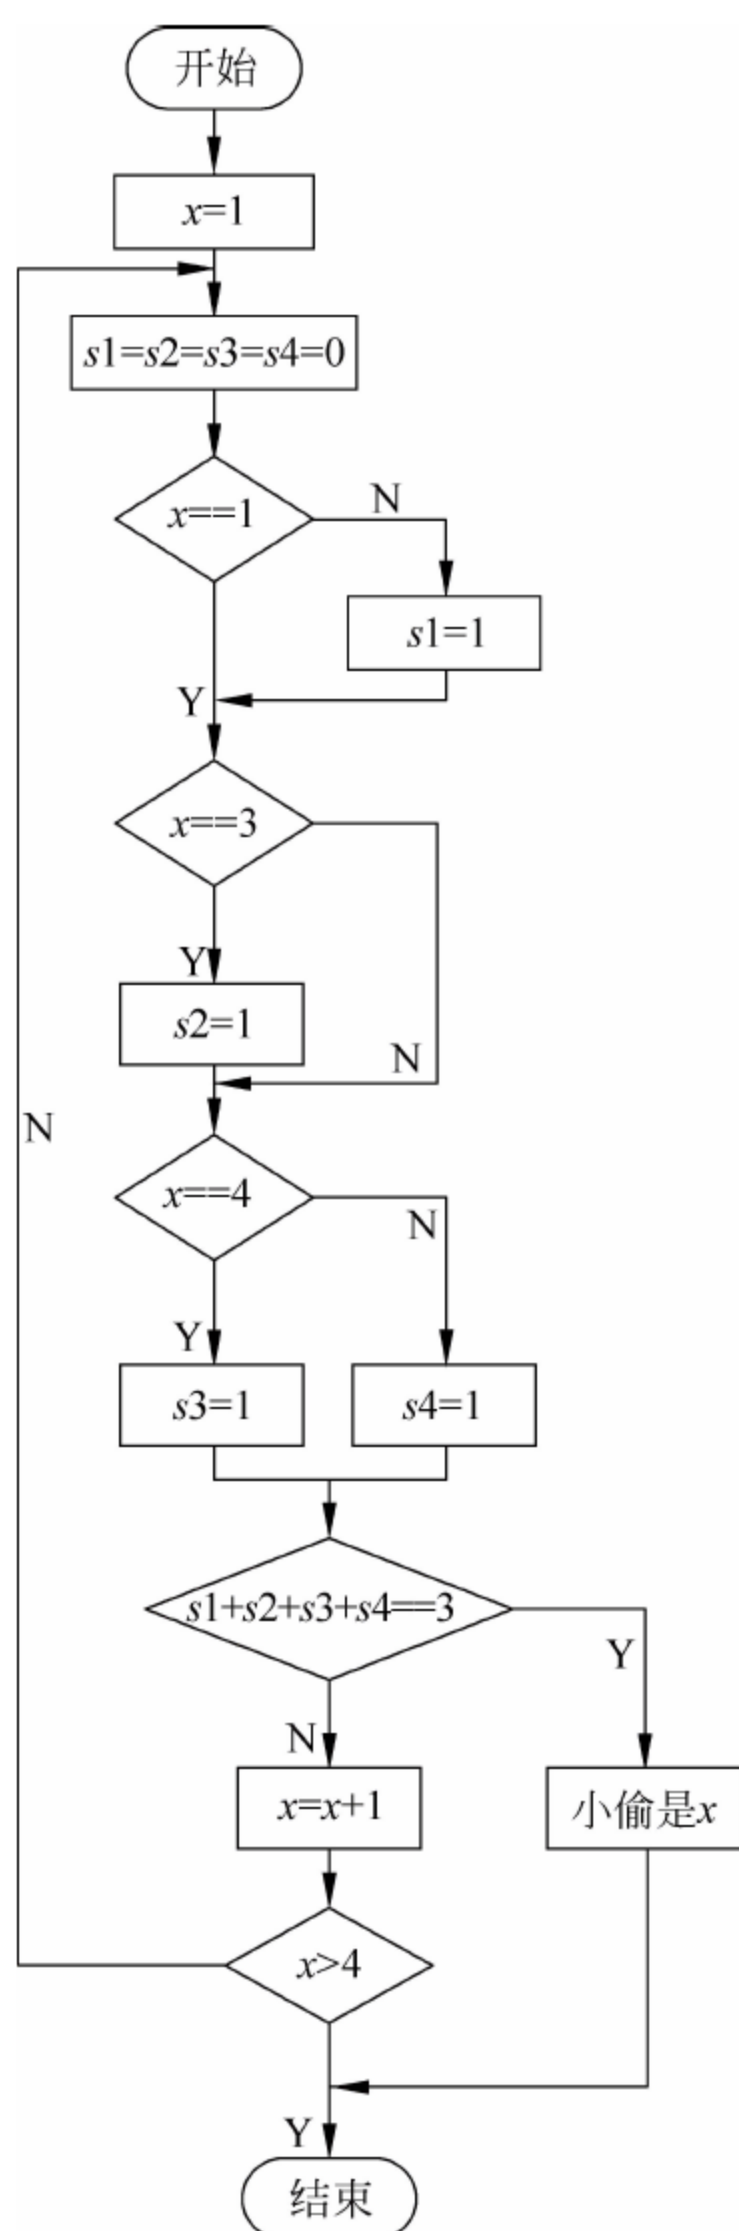 开始
x=1
s1=s2=s3=s4=0
x==1
N
s1=1
Y
x==3
Y
s2=1
N
N
x==4
N
Y
s3=1
s4=1
s1+s2+s3+s4==3
Y
N
x=x+1
小偷是x
x>4
Y
结束